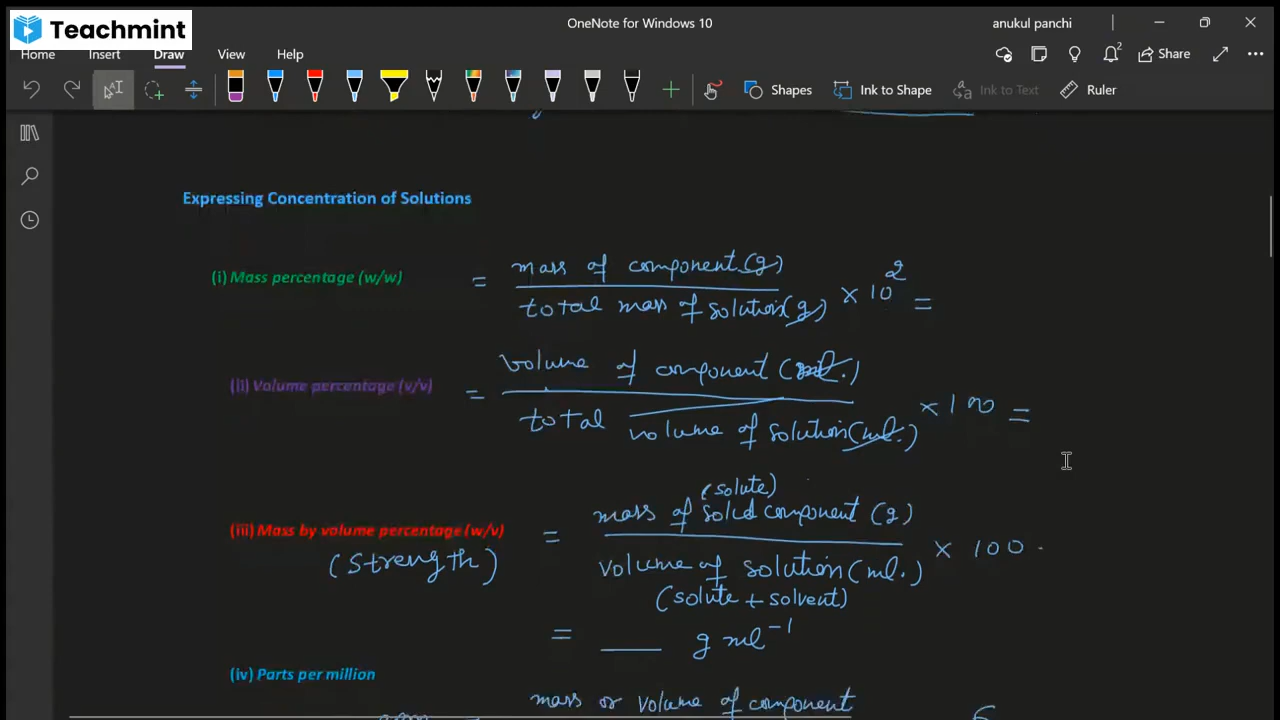 Teachmint
OneNote for Windows 10
anukul panchi
Home Insert Draw View Help
2
Share
Shapes
Ink to Shape
Ink to Text
Ruler
Expressing Concentration of Solutions
(i) Mass percentage (w/w) = mass of component (g) / total mass of solution (g) × 10² =
(ii) Volume percentage (v/v) = volume of component (ml.) / total volume of solution (ml.) × 100 =
(solute)
(iii) Mass by volume percentage (w/v) = mass of solid component (g) / volume of solution (ml.) × 100
(strength)
(solute + solvent)
= ___ g ml⁻¹
(iv) Parts per million
mass or volume of component